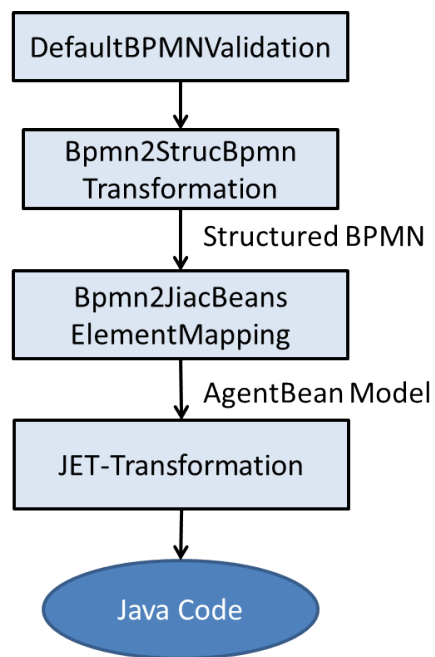 DefaultBPMNValidation
Bpmn2StrucBpmn
Transformation
Structured BPMN
Bpmn2JiacBeans
ElementMapping
AgentBean Model
JET-Transformation
Java Code